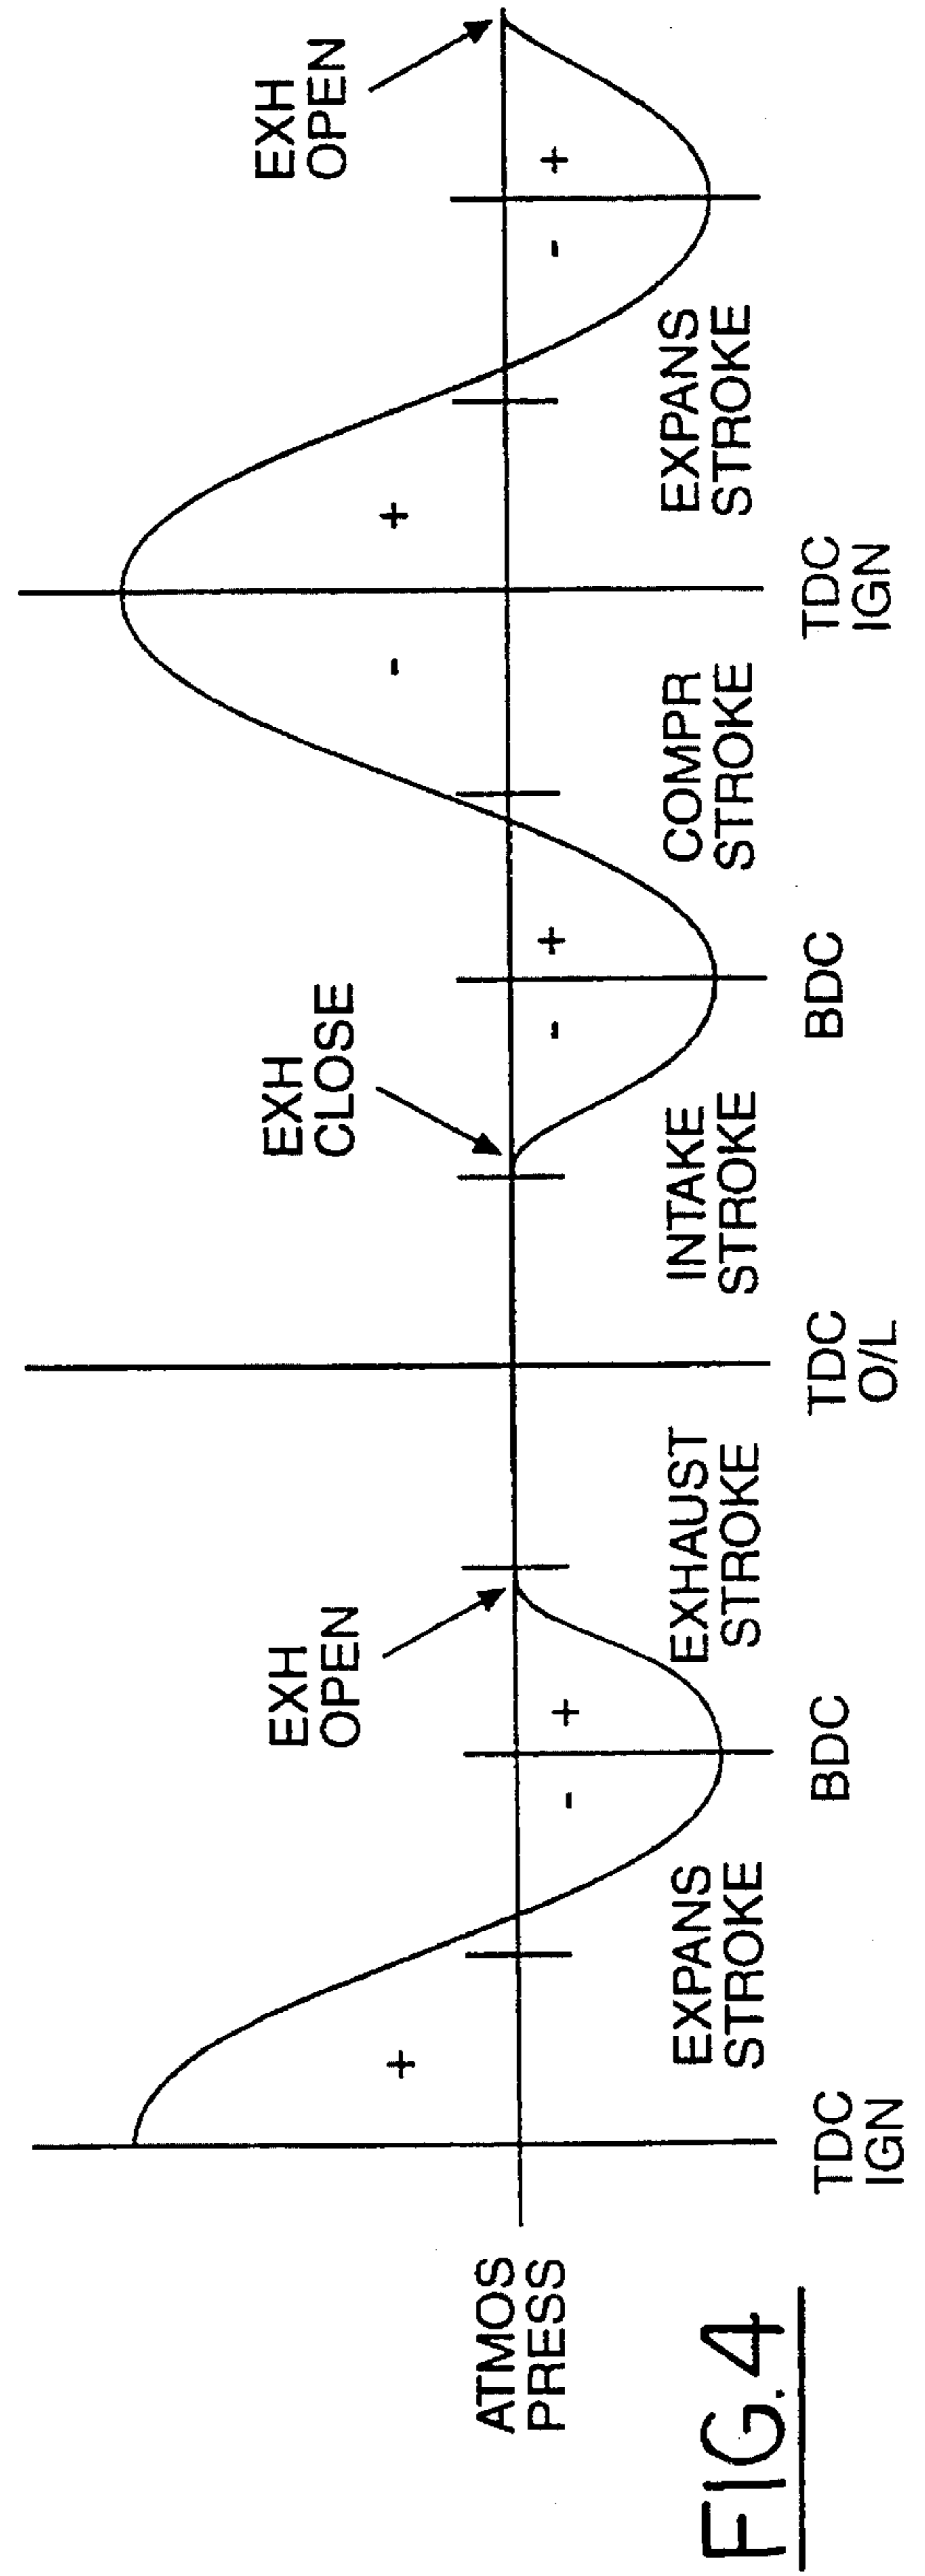 EXH
OPEN
EXH
CLOSE
EXH
OPEN
+
-
+
-
+
-
+
-
+
ATMOS
PRESS
EXPANS
STROKE
EXHAUST
STROKE
INTAKE
STROKE
COMPR
STROKE
EXPANS
STROKE
TDC
IGN
BDC
TDC
O/L
BDC
TDC
IGN
FIG. 4